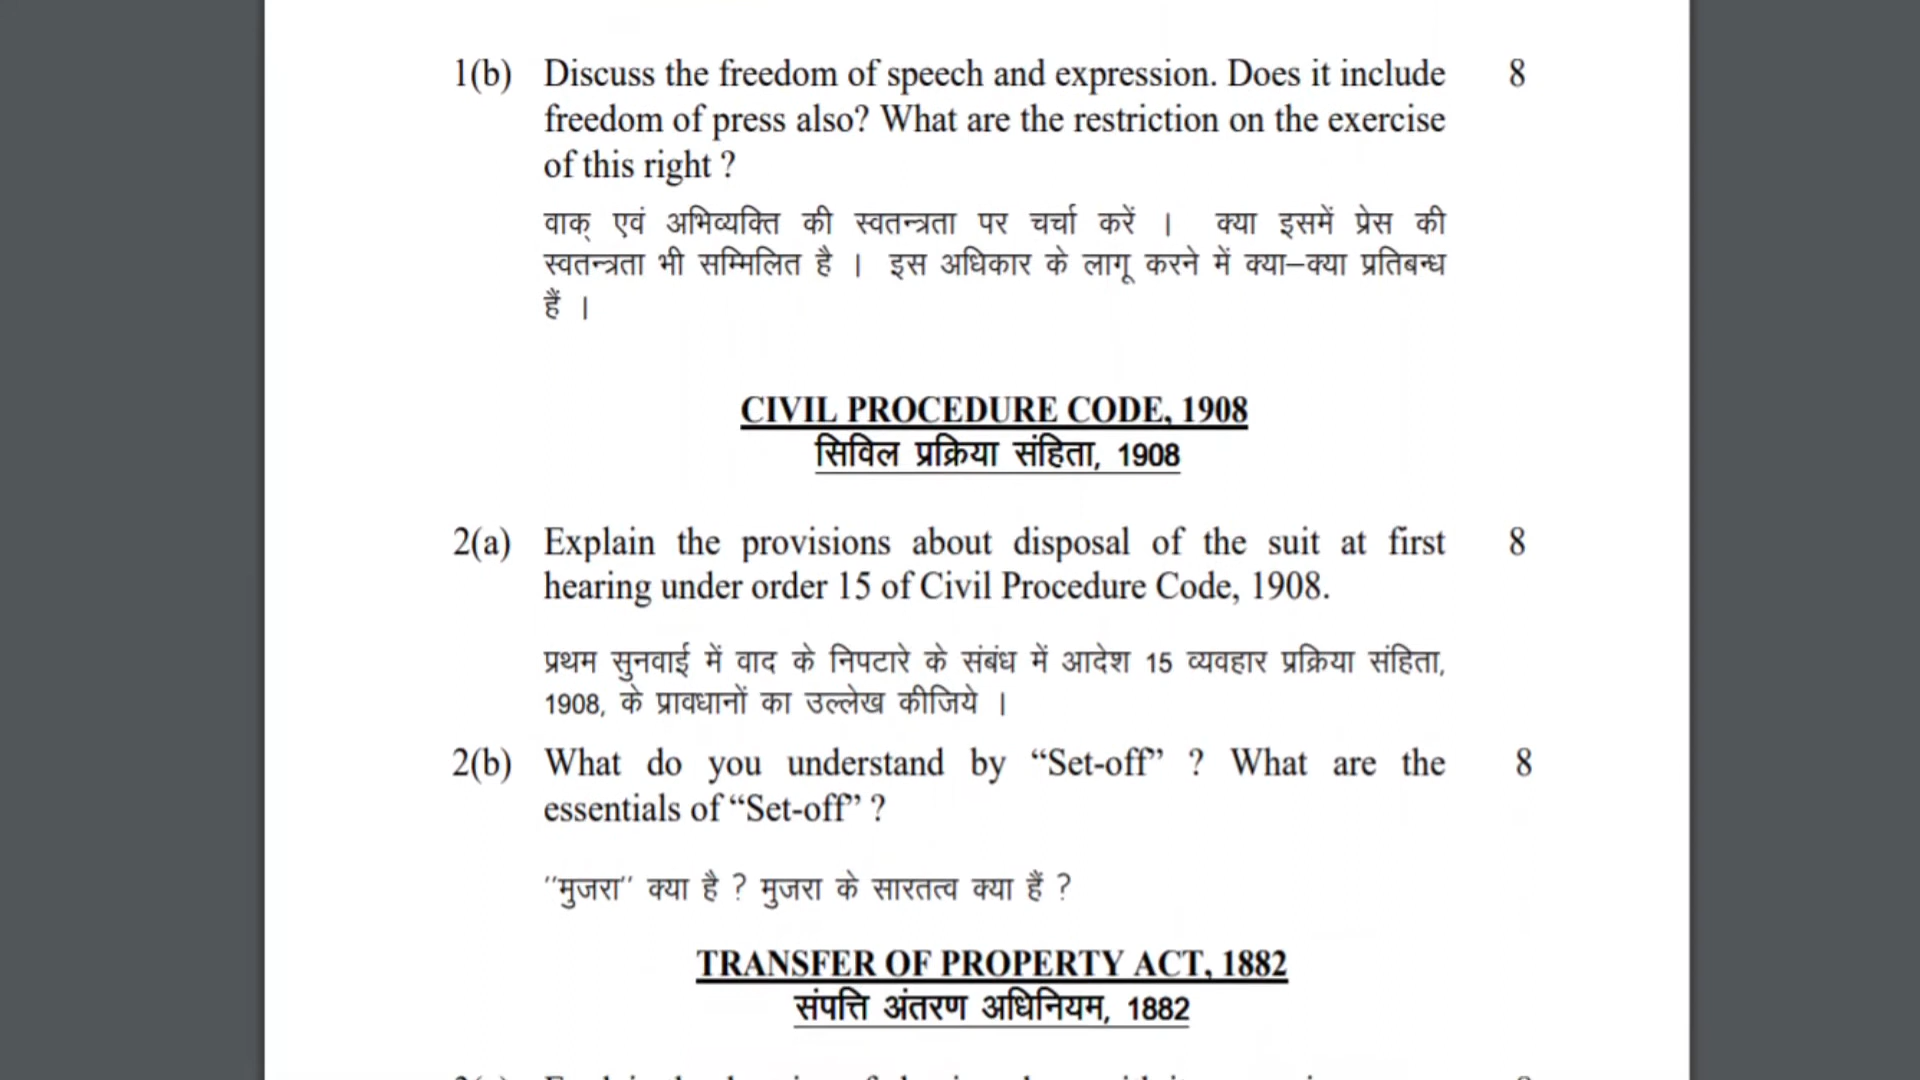 1(b) Discuss the freedom of speech and expression. Does it include 8
freedom of press also? What are the restriction on the exercise
of this right ?
वाक् एवं अभिव्यक्ति की स्वतन्त्रता पर चर्चा करें । क्या इसमें प्रेस की
स्वतन्त्रता भी सम्मिलित है । इस अधिकार के लागू करने में क्या–क्या प्रतिबन्ध
हैं ।
CIVIL PROCEDURE CODE, 1908
सिविल प्रक्रिया संहिता, 1908
2(a) Explain the provisions about disposal of the suit at first 8
hearing under order 15 of Civil Procedure Code, 1908.
प्रथम सुनवाई में वाद के निपटारे के संबंध में आदेश 15 व्यवहार प्रक्रिया संहिता,
1908, के प्रावधानों का उल्लेख कीजिये ।
2(b) What do you understand by “Set-off” ? What are the 8
essentials of “Set-off” ?
''मुजरा'' क्या है ? मुजरा के सारतत्व क्या हैं ?
TRANSFER OF PROPERTY ACT, 1882
संपत्ति अंतरण अधिनियम, 1882